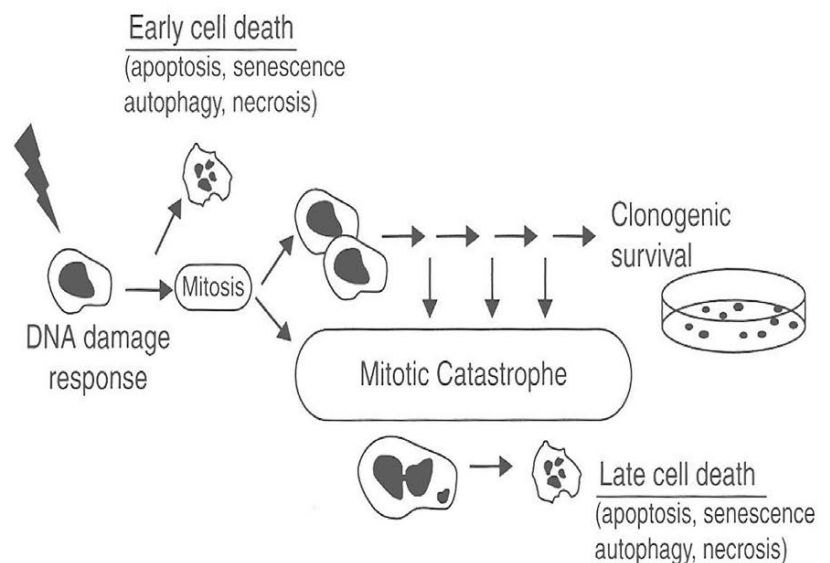 Early cell death
(apoptosis, senescence
autophagy, necrosis)
Clonogenic
survival
Mitosis
DNA damage
response
Mitotic Catastrophe
Late cell death
(apoptosis, senescence
autophagy, necrosis)